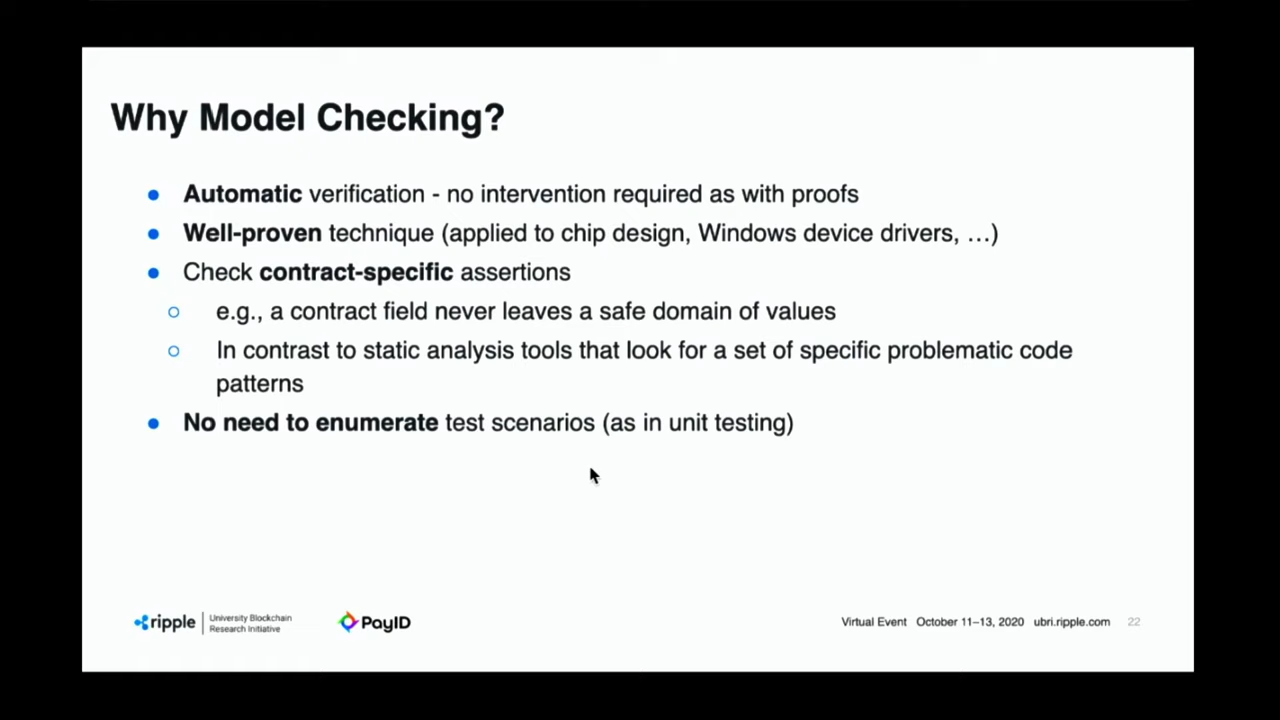 Why Model Checking?
● Automatic verification - no intervention required as with proofs
● Well-proven technique (applied to chip design, Windows device drivers, …)
● Check contract-specific assertions
○ e.g., a contract field never leaves a safe domain of values
○ In contrast to static analysis tools that look for a set of specific problematic code
patterns
● No need to enumerate test scenarios (as in unit testing)
ripple | University Blockchain
Research Initiative
PayID
Virtual Event October 11–13, 2020 ubri.ripple.com 22